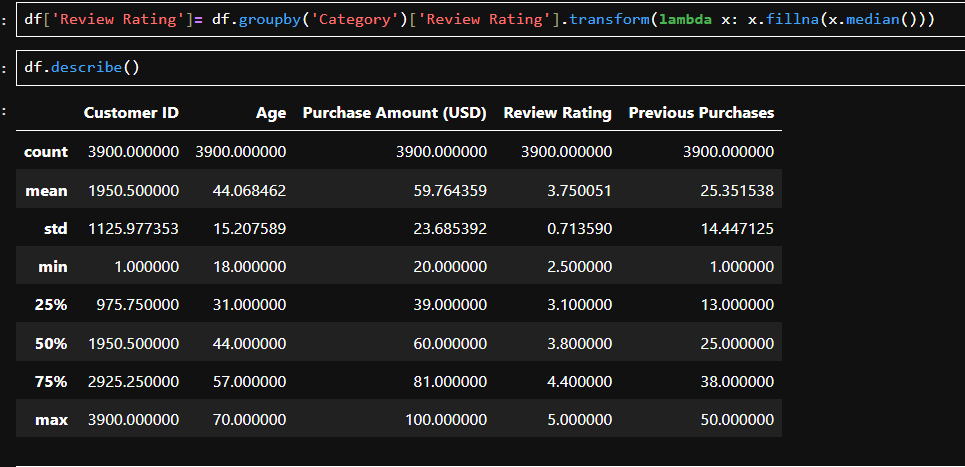 : df['Review Rating']= df.groupby('Category')['Review Rating'].transform(lambda x: x.fillna(x.median()))
: df.describe()
:
Customer ID Age Purchase Amount (USD) Review Rating Previous Purchases
count 3900.000000 3900.000000 3900.000000 3900.000000 3900.000000
mean 1950.500000 44.068462 59.764359 3.750051 25.351538
std 1125.977353 15.207589 23.685392 0.713590 14.447125
min 1.000000 18.000000 20.000000 2.500000 1.000000
25% 975.750000 31.000000 39.000000 3.100000 13.000000
50% 1950.500000 44.000000 60.000000 3.800000 25.000000
75% 2925.250000 57.000000 81.000000 4.400000 38.000000
max 3900.000000 70.000000 100.000000 5.000000 50.000000